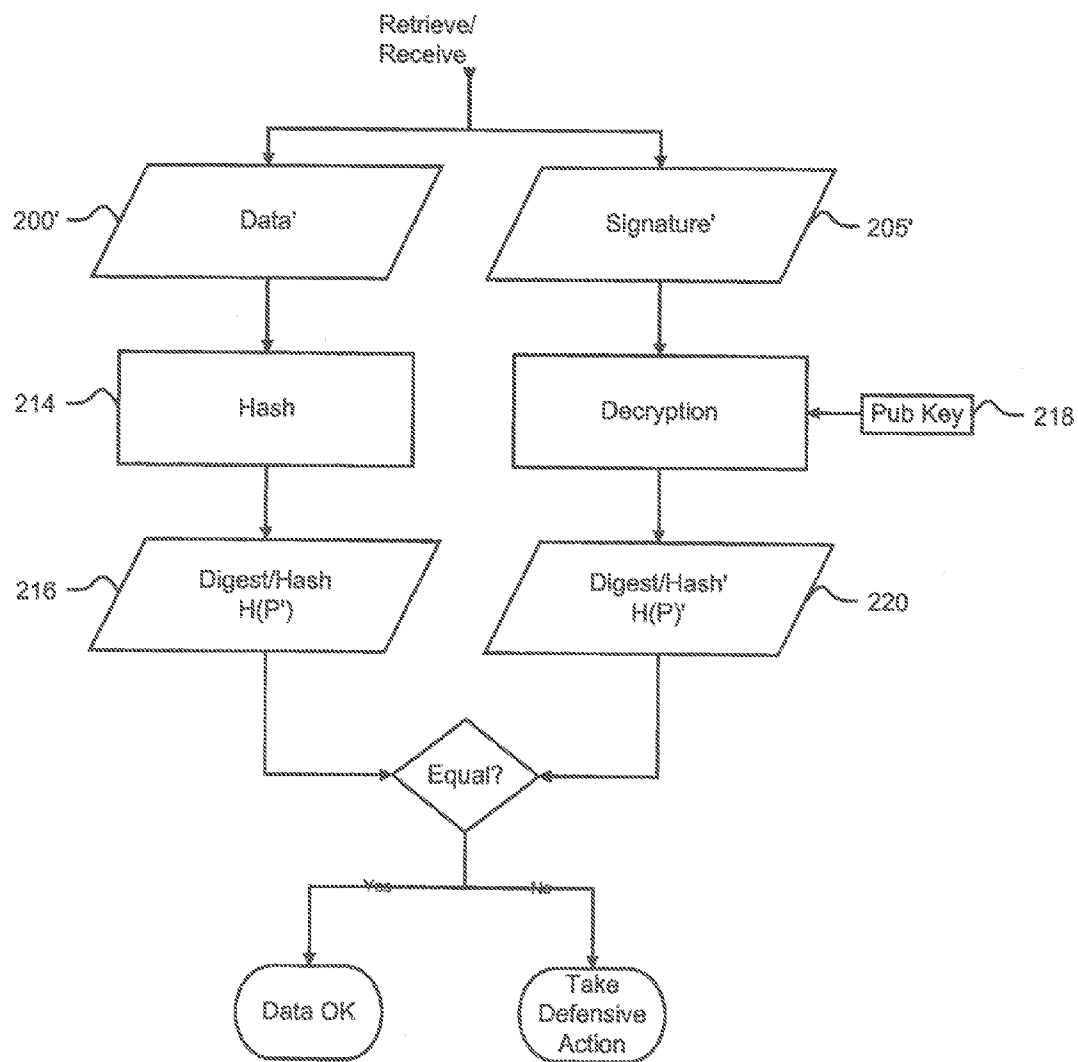 Retrieve/
Receive
200'
Data'
Signature'
205'
214
Hash
Decryption
Pub Key
218
216
Digest/Hash
H(P')
Digest/Hash'
H(P)'
220
Equal?
Yes
No
Data OK
Take
Defensive
Action